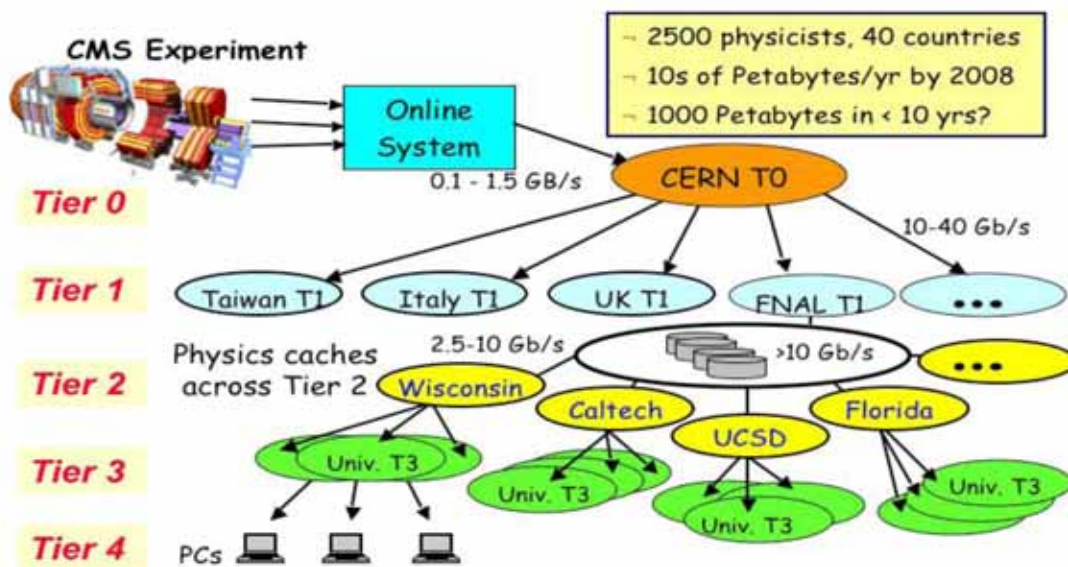 CMS Experiment
¬ 2500 physicists, 40 countries
¬ 10s of Petabytes/yr by 2008
¬ 1000 Petabytes in < 10 yrs?
Online
System
0.1 - 1.5 GB/s
CERN T0
Tier 0
10-40 Gb/s
Tier 1
Taiwan T1
Italy T1
UK T1
FNAL T1
...
Physics caches
across Tier 2
2.5-10 Gb/s
>10 Gb/s
...
Tier 2
Wisconsin
Caltech
UCSD
Florida
Tier 3
Univ. T3
Univ. T3
Univ. T3
Univ. T3
Tier 4
PCs